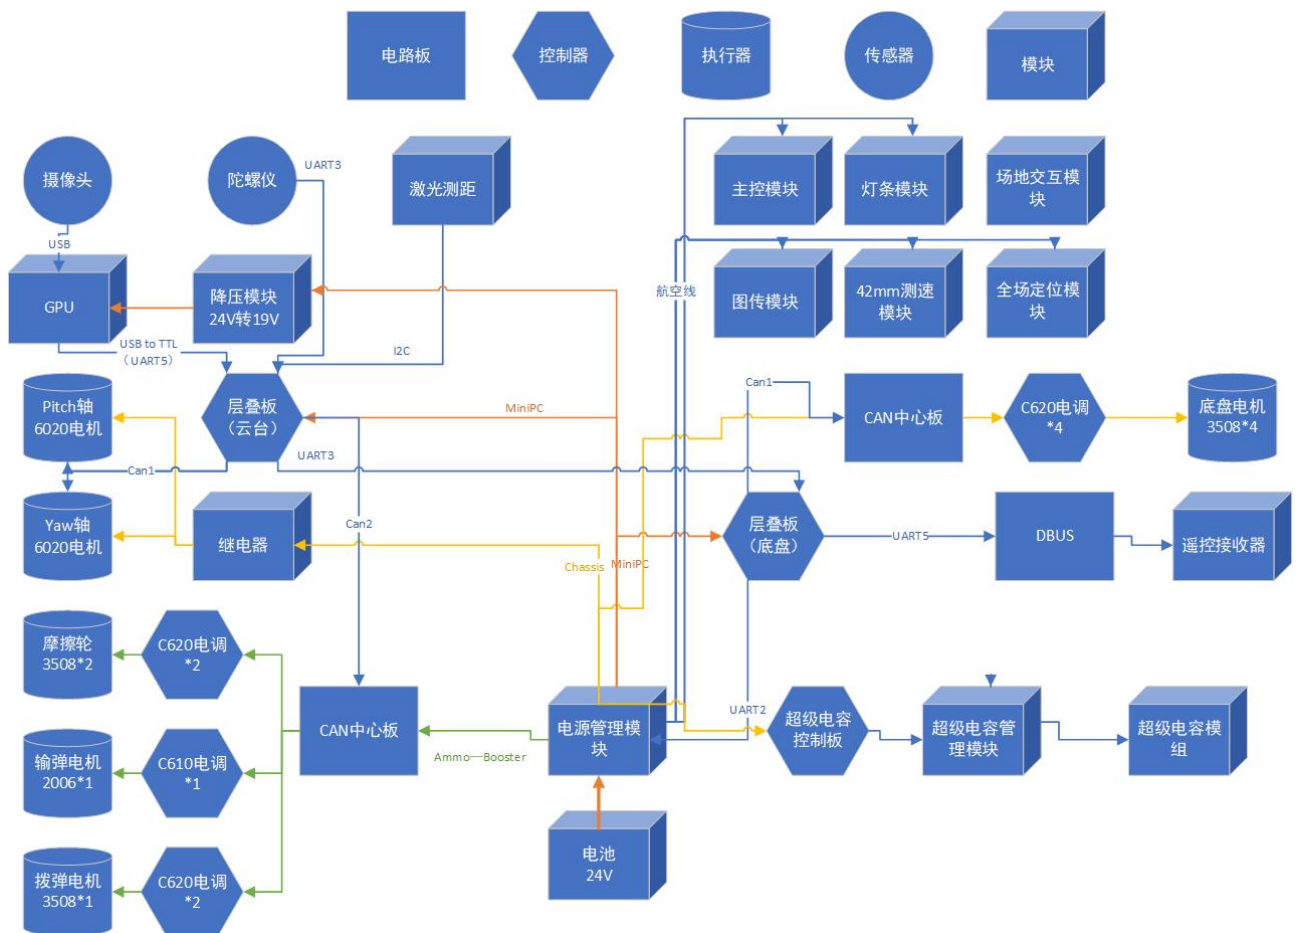 电路板
控制器
执行器
传感器
模块
摄像头
陀螺仪
UART3
激光测距
主控模块
灯条模块
场地交互模
块
USB
GPU
降压模块
24V转19V
航空线
图传模块
42mm测速
模块
全场定位模
块
USB to TTL
（UART5）
I2C
Pitch轴
6020电机
层叠板
（云台）
MiniPC
Can1
CAN中心板
C620电调
*4
底盘电机
3508*4
Can1
UART3
Yaw轴
6020电机
继电器
Can2
Chassis
MiniPC
层叠板
（底盘）
UART5
DBUS
遥控接收器
摩擦轮
3508*2
C620电调
*2
CAN中心板
Ammo—Booster
电源管理模
块
UART2
超级电容
控制板
超级电容管
理模块
超级电容模
组
输弹电机
2006*1
C610电调
*1
电池
24V
拨弹电机
3508*1
C620电调
*2